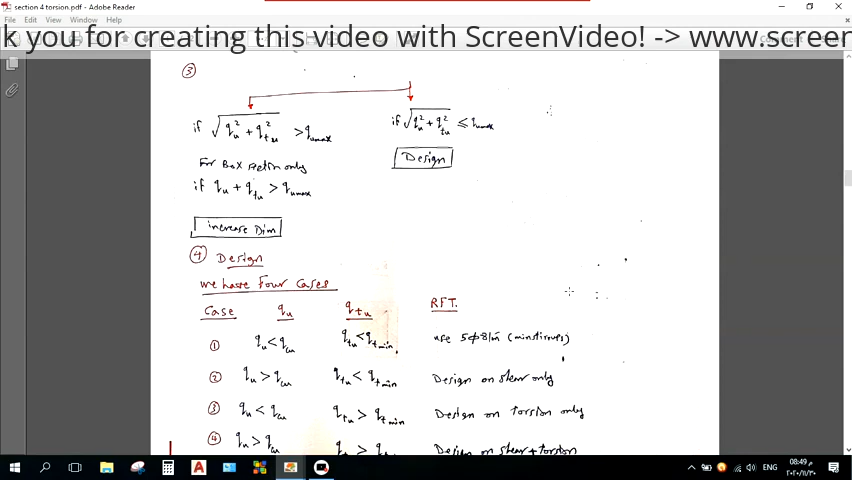 section 4 torsion.pdf - Adobe Reader
File Edit View Window Help
k you for creating this video with ScreenVideo! -> www.screen
③
if √(q_u² + q_tu²) > q_umax
if √(q_u² + q_tu²) ≤ q_umax
For Box section only
Design
if q_u + q_tu > q_umax
increase Dim
④ Design
we have Four Cases
Case q_u q_tu RFT.
① q_u < q_cu q_tu < q_tmin, use 5φ8/m (min stirrups)
② q_u > q_cu q_tu < q_tmin Design on shear only
③ q_u < q_cu q_tu > q_tmin Design on torsion only
④ q_u > q_cu Design on shear + torsion
ENG
م 08:49
٢٠٢٠/١١/٣٠